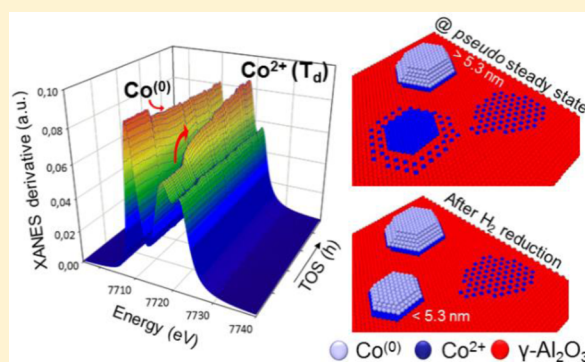 Co²⁺ (T_d)
Co⁽⁰⁾
XANES derivative (a.u.)
0,10
0,08
0,06
0,04
0,02
0,00
7710
7720
7730
7740
Energy (eV)
TOS (h)
@ pseudo steady state
> 5.3 nm
After H₂ reduction
< 5.3 nm
Co⁽⁰⁾ Co²⁺ γ-Al₂O₃